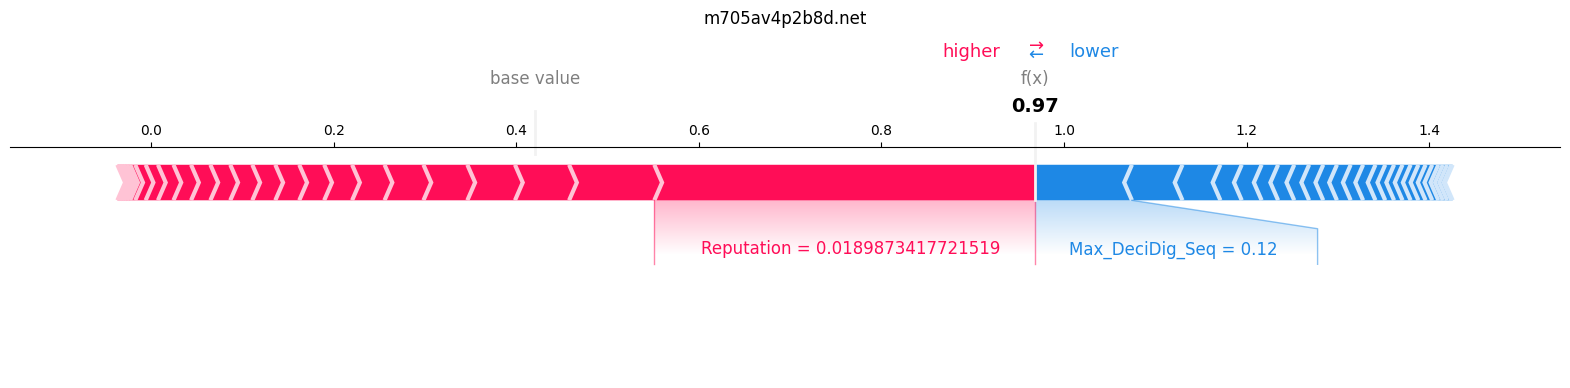 m705av4p2b8d.net
higher ⇄ lower
base value f(x)
0.97
0.0 0.2 0.4 0.6 0.8 1.0 1.2 1.4
Reputation = 0.0189873417721519 Max_DeciDig_Seq = 0.12